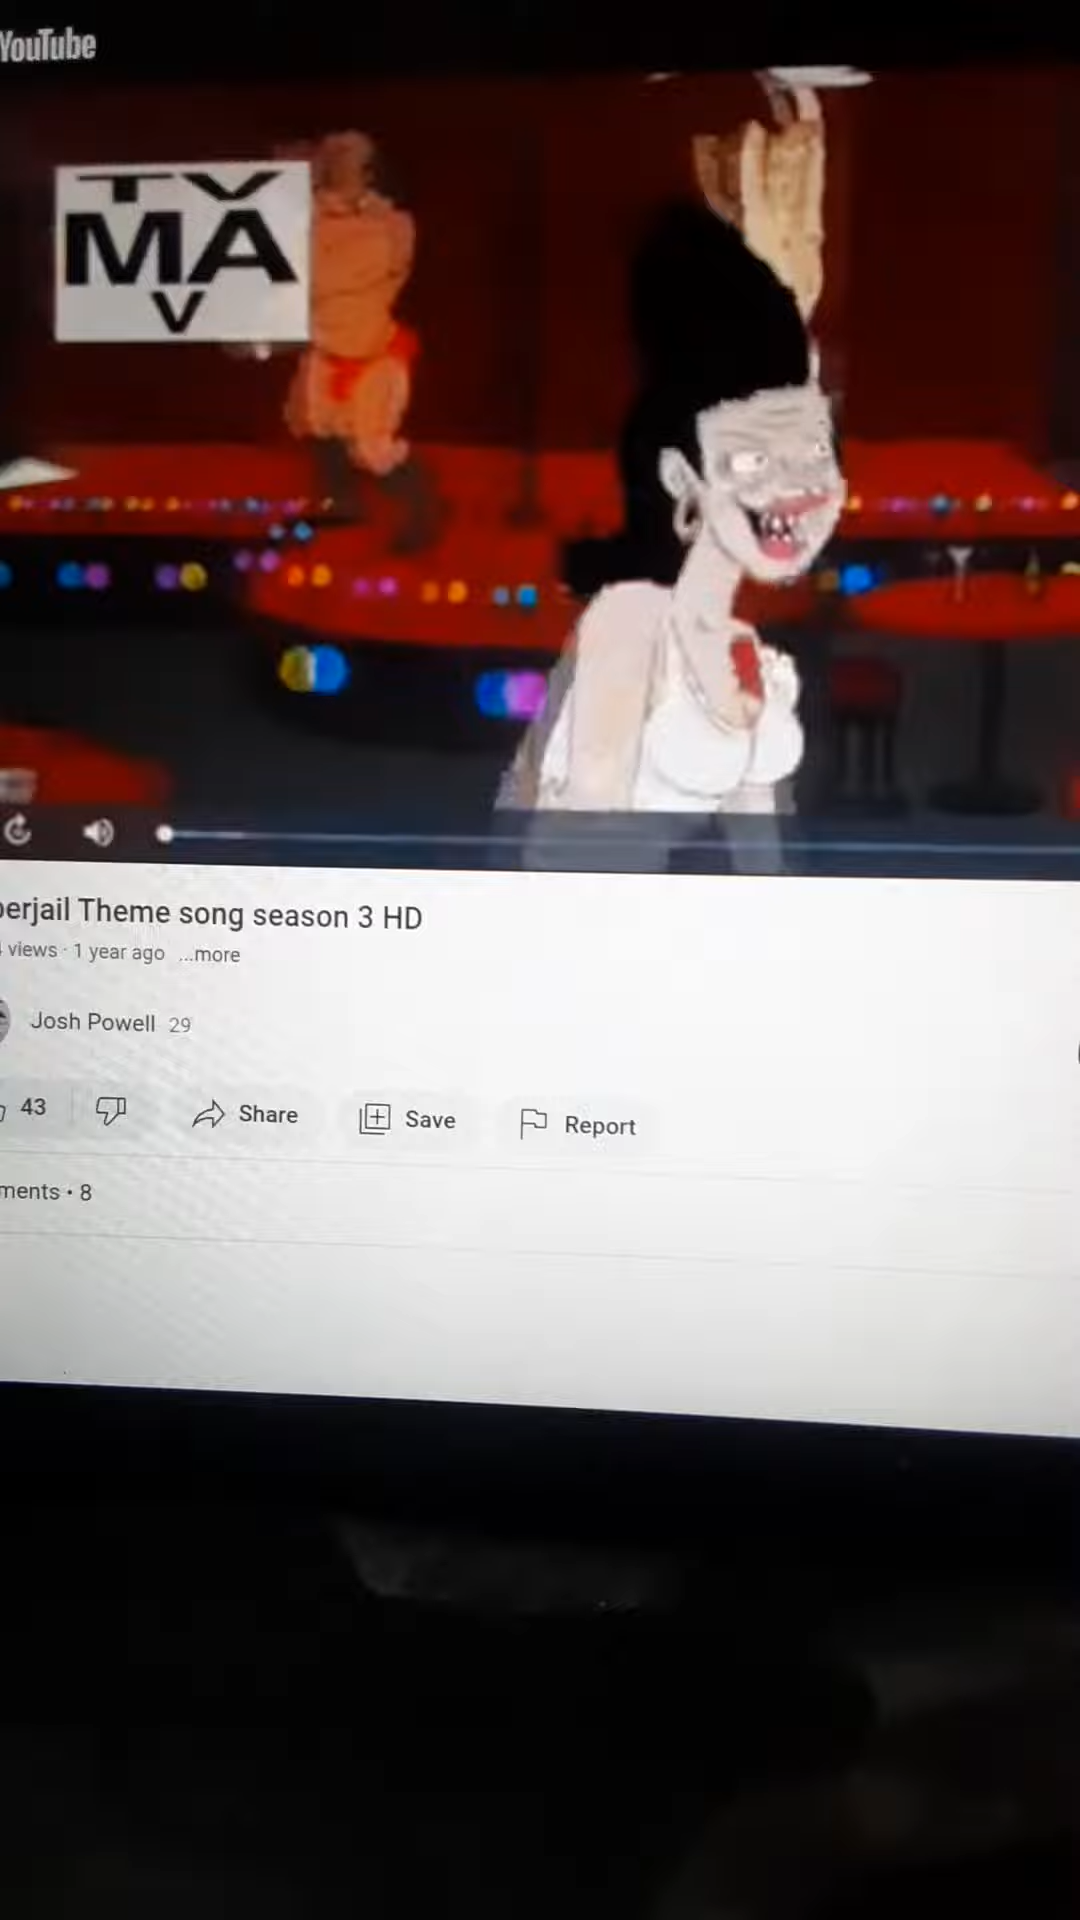 YouTube
TV
MA
V
perjail Theme song season 3 HD
views · 1 year ago ...more
Josh Powell 29
43
Share
Save
Report
ments • 8